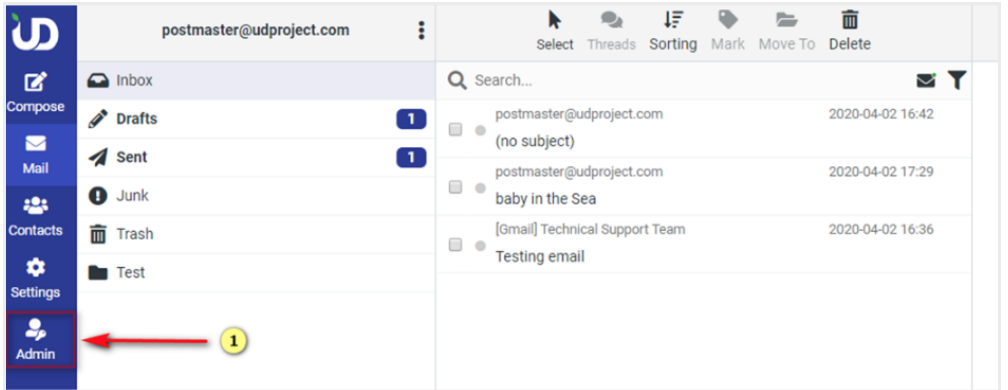 UD
postmaster@udproject.com
Select Threads Sorting Mark Move To Delete
Compose
Mail
Contacts
Settings
Admin
Inbox
Drafts 1
Sent 1
Junk
Trash
Test
1
Search...
postmaster@udproject.com 2020-04-02 16:42
(no subject)
postmaster@udproject.com 2020-04-02 17:29
baby in the Sea
[Gmail] Technical Support Team 2020-04-02 16:36
Testing email